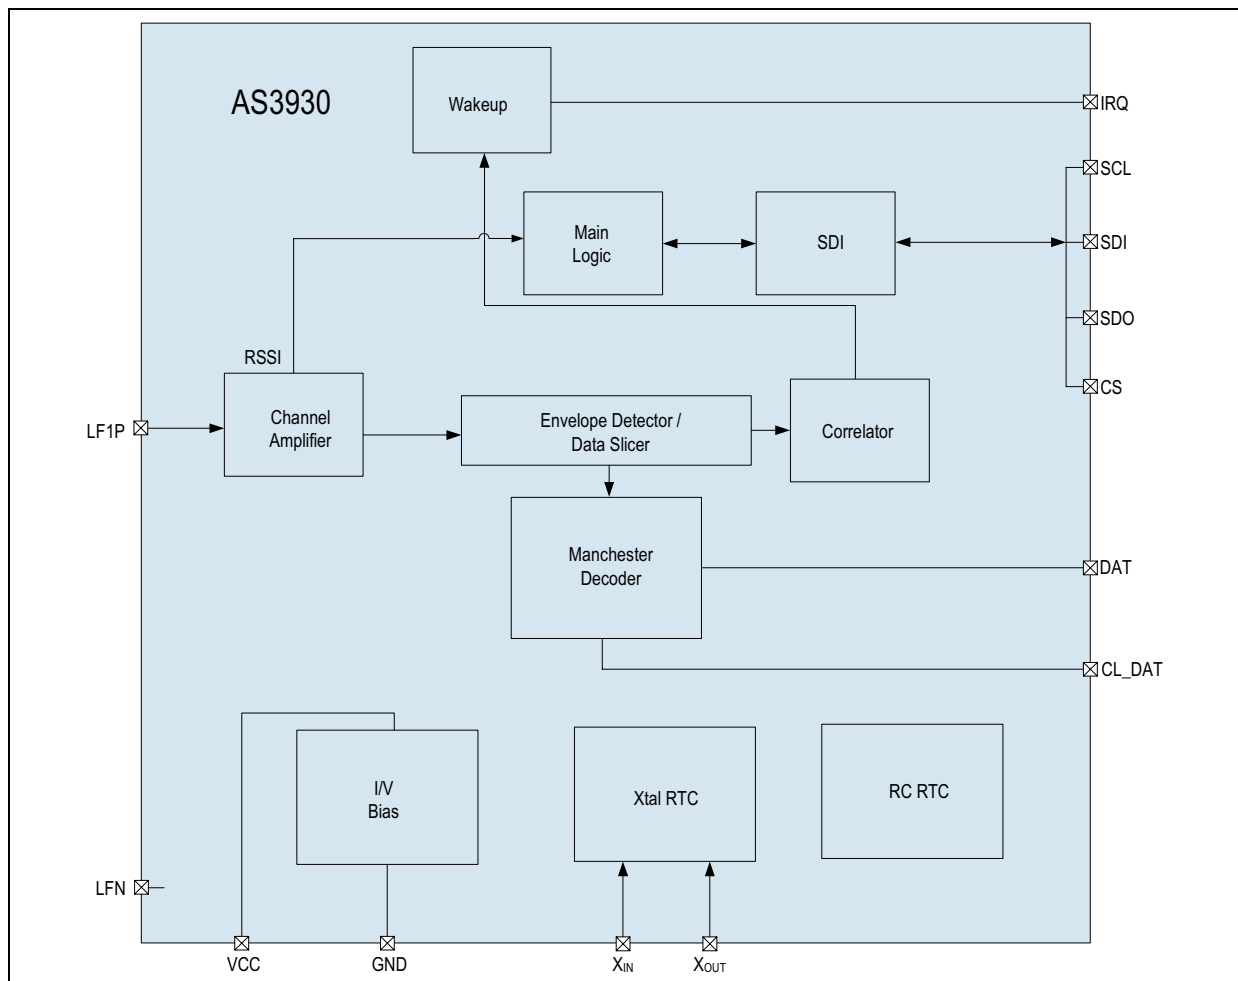 AS3930
Wakeup
IRQ
SCL
Main
Logic
SDI
SDI
SDO
RSSI
CS
LF1P
Channel
Amplifier
Envelope Detector /
Data Slicer
Correlator
Manchester
Decoder
DAT
CL_DAT
I/V
Bias
Xtal RTC
RC RTC
LFN
VCC
GND
XIN
XOUT